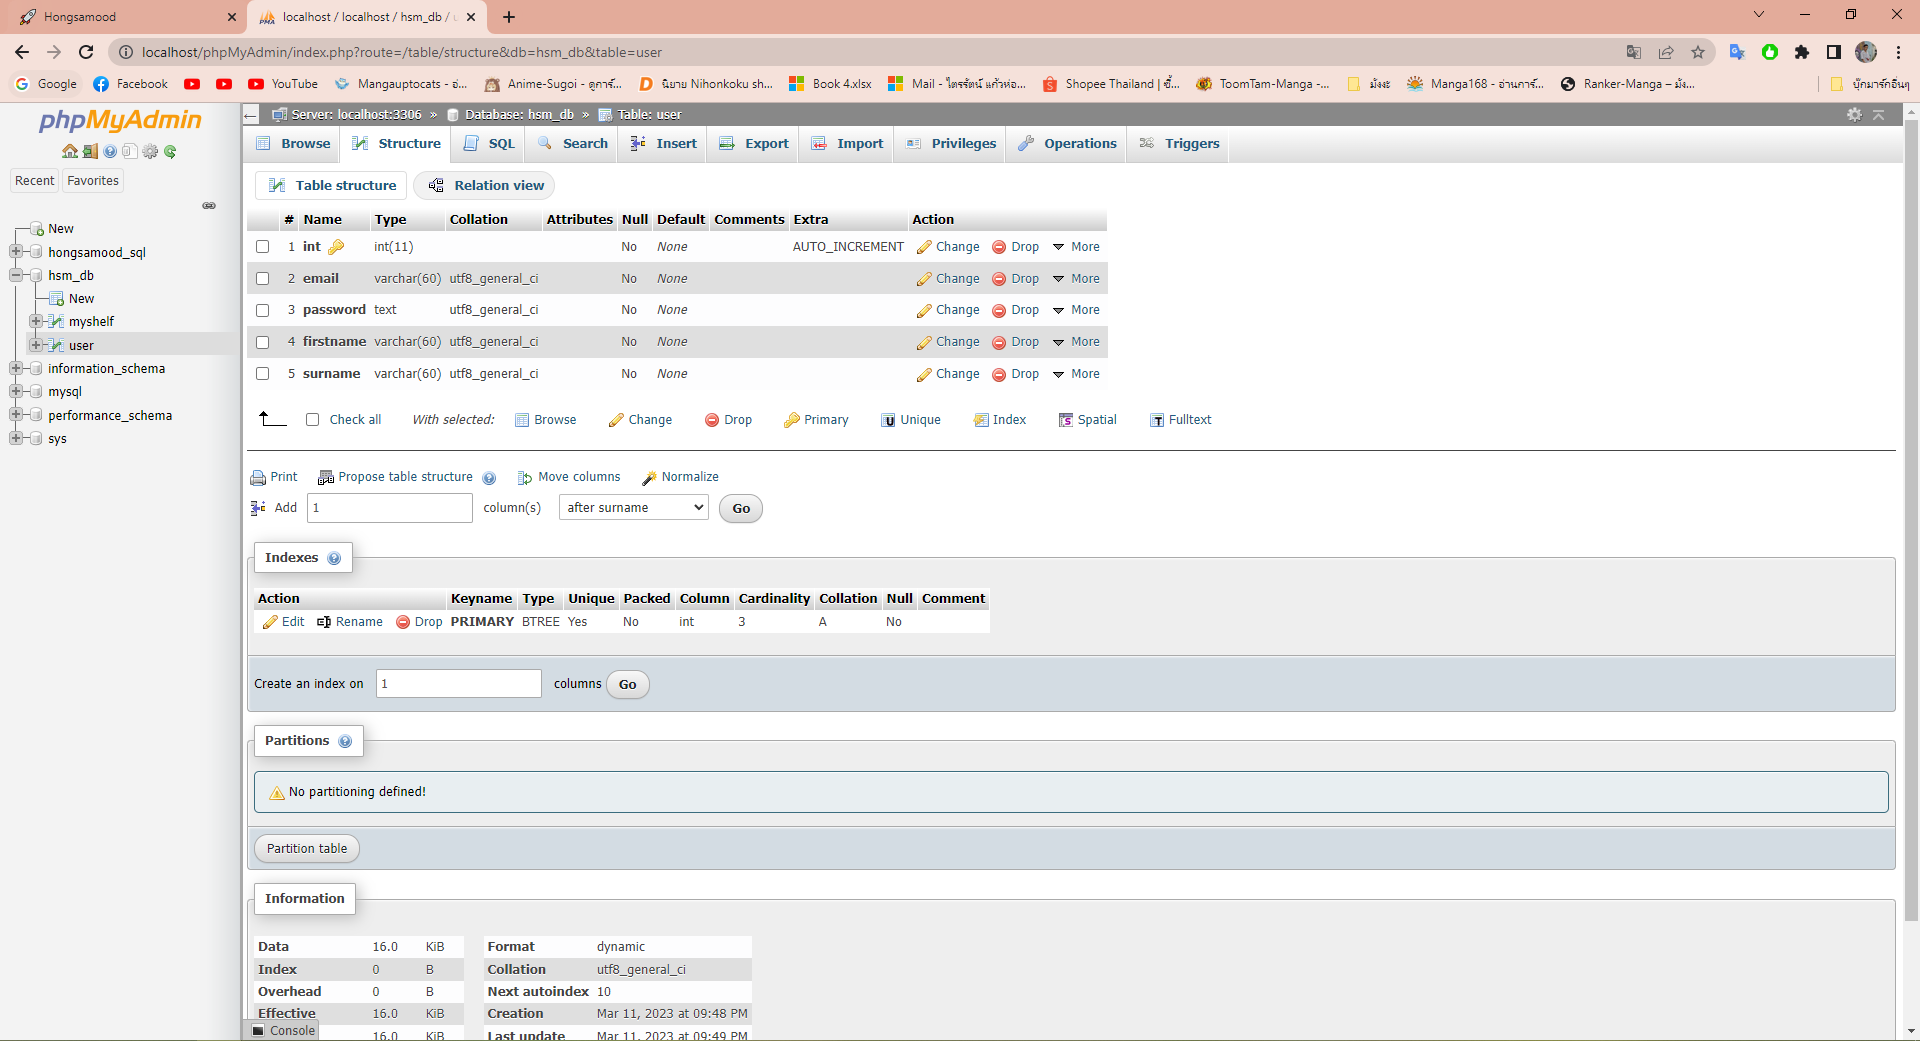 Hongsamood
localhost / localhost / hsm_db / u
localhost/phpMyAdmin/index.php?route=/table/structure&db=hsm_db&table=user
Google Facebook YouTube Mangauptocats - อ่... Anime-Sugoi - ดูการ์... นิยาย Nihonkoku sh... Book 4.xlsx Mail - ไตรรัตน์ แก้วห่อ... Shopee Thailand | ซื้... ToomTam-Manga -... มังงะ Manga168 - อ่านการ์... Ranker-Manga – มัง... บุ๊กมาร์กอื่นๆ
phpMyAdmin
Recent Favorites
New
hongsamood_sql
hsm_db
New
myshelf
user
information_schema
mysql
performance_schema
sys
Server: localhost:3306 » Database: hsm_db » Table: user
Browse Structure SQL Search Insert Export Import Privileges Operations Triggers
Table structure Relation view
# Name Type Collation Attributes Null Default Comments Extra Action
1 int int(11) No None AUTO_INCREMENT Change Drop More
2 email varchar(60) utf8_general_ci No None Change Drop More
3 password text utf8_general_ci No None Change Drop More
4 firstname varchar(60) utf8_general_ci No None Change Drop More
5 surname varchar(60) utf8_general_ci No None Change Drop More
Check all With selected: Browse Change Drop Primary Unique Index Spatial Fulltext
Print Propose table structure Move columns Normalize
Add 1 column(s) after surname Go
Indexes
Action Keyname Type Unique Packed Column Cardinality Collation Null Comment
Edit Rename Drop PRIMARY BTREE Yes No int 3 A No
Create an index on 1 columns Go
Partitions
No partitioning defined!
Partition table
Information
Data 16.0 KiB Format dynamic
Index 0 B Collation utf8_general_ci
Overhead 0 B Next autoindex 10
Effective 16.0 KiB Creation Mar 11, 2023 at 09:48 PM
Console 16.0 KiB Last update Mar 11, 2023 at 09:49 PM